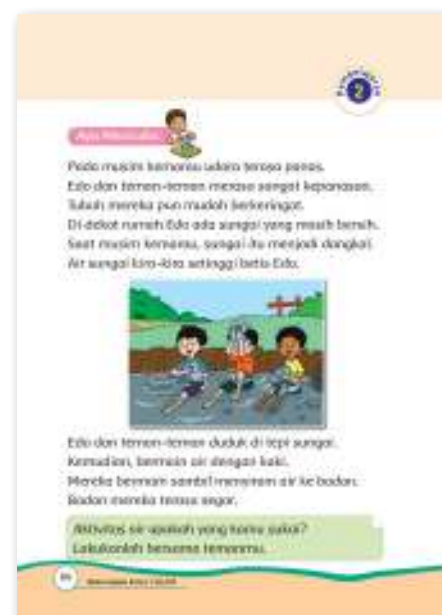 Pembelajaran
2
Ayo Mencoba
Pada musim kemarau udara terasa panas.
Edo dan teman-teman merasa sangat kepanasan.
Tubuh mereka pun mudah berkeringat.
Di dekat rumah Edo ada sungai yang masih bersih.
Saat musim kemarau, sungai itu menjadi dangkal.
Air sungai kira-kira setinggi betis Edo.
Edo dan teman-teman duduk di tepi sungai.
Kemudian, bermain air dengan kaki.
Mereka bermain sambil menyiram air ke badan.
Badan mereka terasa segar.
Aktivitas air apakah yang kamu sukai?
Lakukanlah bersama temanmu.